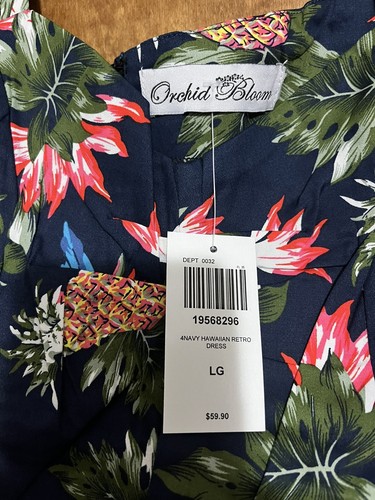 Orchid Bloom
DEPT 0032
19568296
4NAVY HAWAIIAN RETRO
DRESS
LG
$59.90